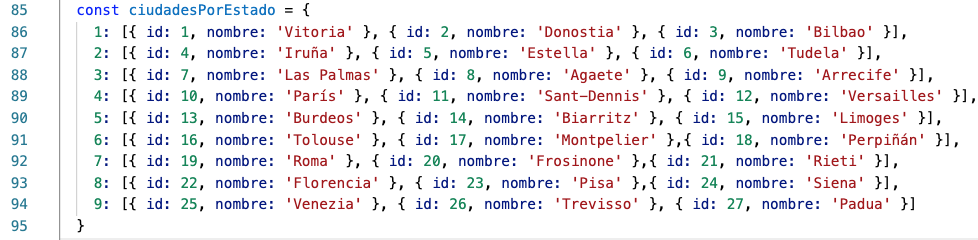 85 const ciudadesPorEstado = {
86 1: [{ id: 1, nombre: 'Vitoria' }, { id: 2, nombre: 'Donostia' }, { id: 3, nombre: 'Bilbao' }],
87 2: [{ id: 4, nombre: 'Iruña' }, { id: 5, nombre: 'Estella' }, { id: 6, nombre: 'Tudela' }],
88 3: [{ id: 7, nombre: 'Las Palmas' }, { id: 8, nombre: 'Agaete' }, { id: 9, nombre: 'Arrecife' }],
89 4: [{ id: 10, nombre: 'París' }, { id: 11, nombre: 'Sant-Dennis' }, { id: 12, nombre: 'Versailles' }],
90 5: [{ id: 13, nombre: 'Burdeos' }, { id: 14, nombre: 'Biarritz' }, { id: 15, nombre: 'Limoges' }],
91 6: [{ id: 16, nombre: 'Tolouse' }, { id: 17, nombre: 'Montpelier' },{ id: 18, nombre: 'Perpiñán' }],
92 7: [{ id: 19, nombre: 'Roma' }, { id: 20, nombre: 'Frosinone' },{ id: 21, nombre: 'Rieti' }],
93 8: [{ id: 22, nombre: 'Florencia' }, { id: 23, nombre: 'Pisa' },{ id: 24, nombre: 'Siena' }],
94 9: [{ id: 25, nombre: 'Venezia' }, { id: 26, nombre: 'Trevisso' }, { id: 27, nombre: 'Padua' }]
95 }